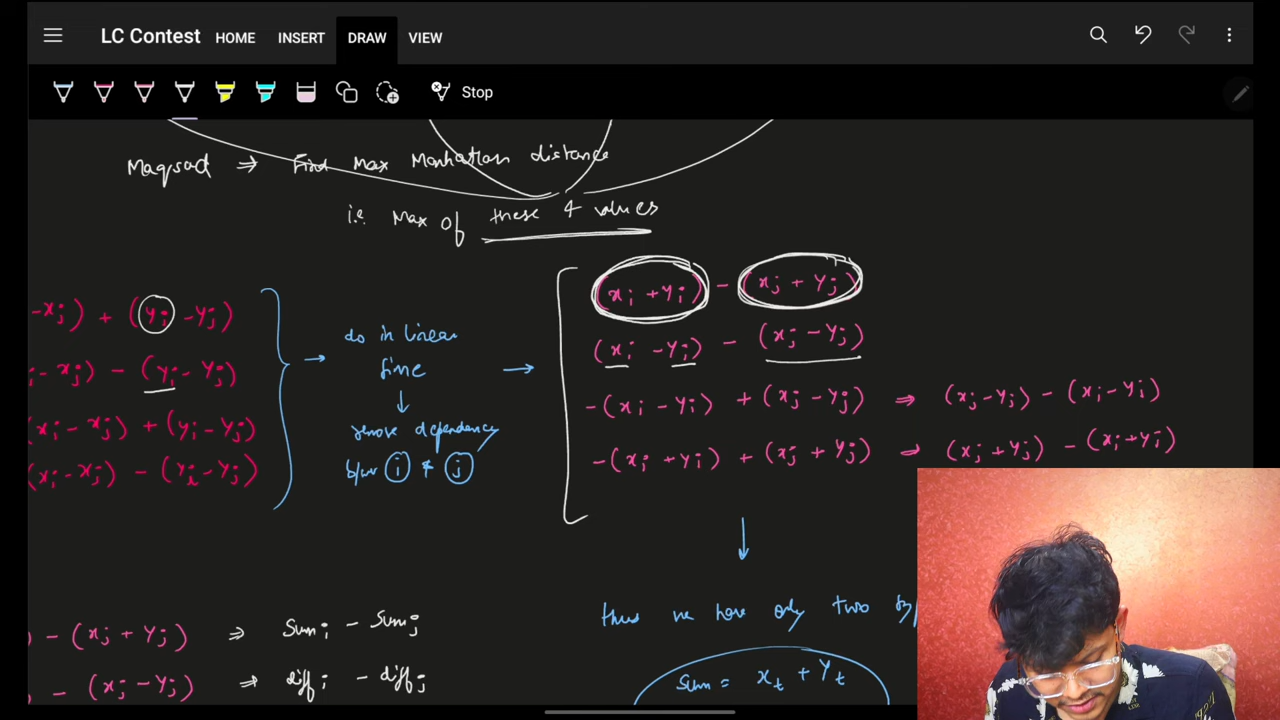 LC Contest HOME INSERT DRAW VIEW
Stop
Maqsad ⇒ Find Max Manhattan distance
i.e. Max of these 4 values
-xj) + (yi - yj)
- xj) - (yi - yj)
(xi - xj) + (yi - yj)
(xi - xj) - (yi - yj)
→ do in linear
time
↓
remove dependency
b/w i & j
→
(xi + yi) - (xj + yj)
(xi - yi) - (xj - yj)
-(xi - yi) + (xj - yj) ⇒ (xj - yj) - (xi - yi)
-(xi + yi) + (xj + yj) ⇒ (xj + yj) - (xi + yi)
↓
thus we have only two
) - (xj + yj) ⇒ Sumi - Sumj
- (xj - yj) ⇒ diffi - diffj
Sum = xt + yt